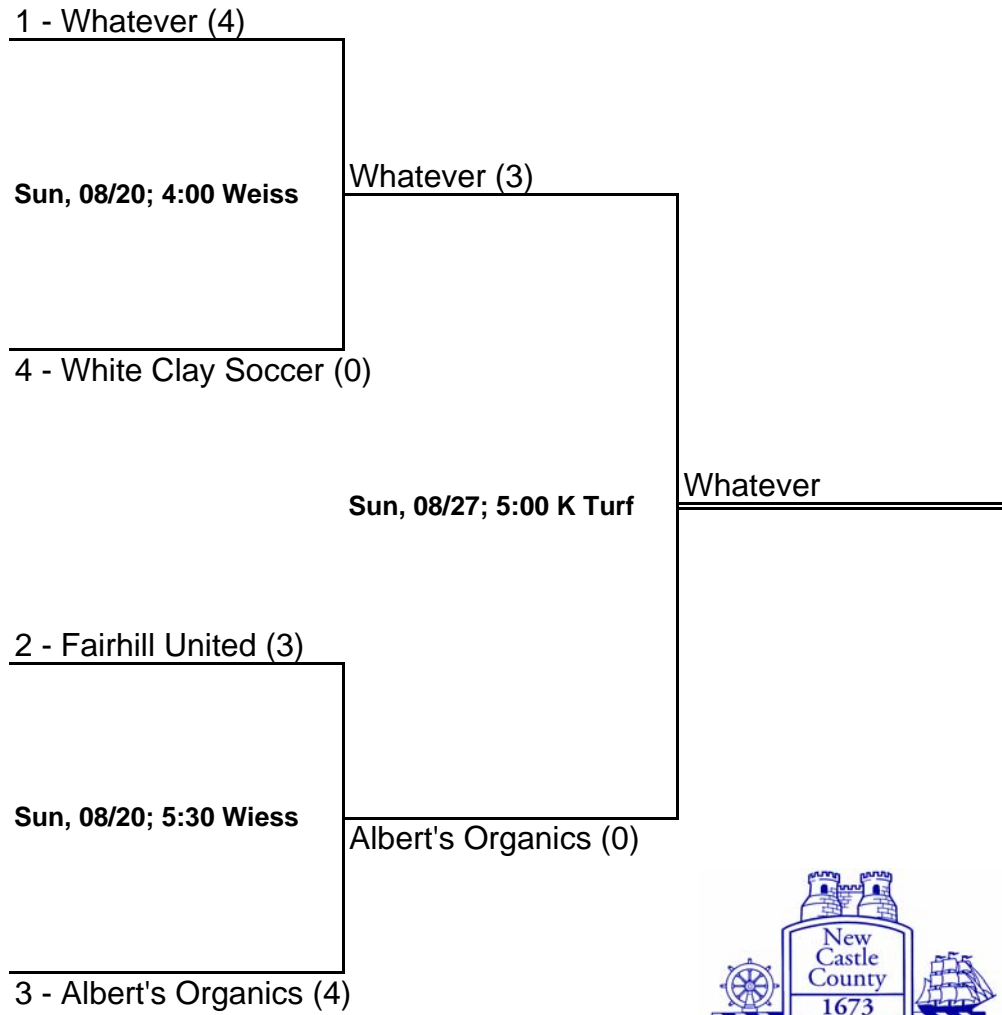 1 - Whatever (4)
Sun, 08/20; 4:00 Weiss
Whatever (3)
4 - White Clay Soccer (0)
Sun, 08/27; 5:00 K Turf
Whatever
2 - Fairhill United (3)
Sun, 08/20; 5:30 Wiess
Albert's Organics (0)
3 - Albert's Organics (4)
New
Castle
County
1673